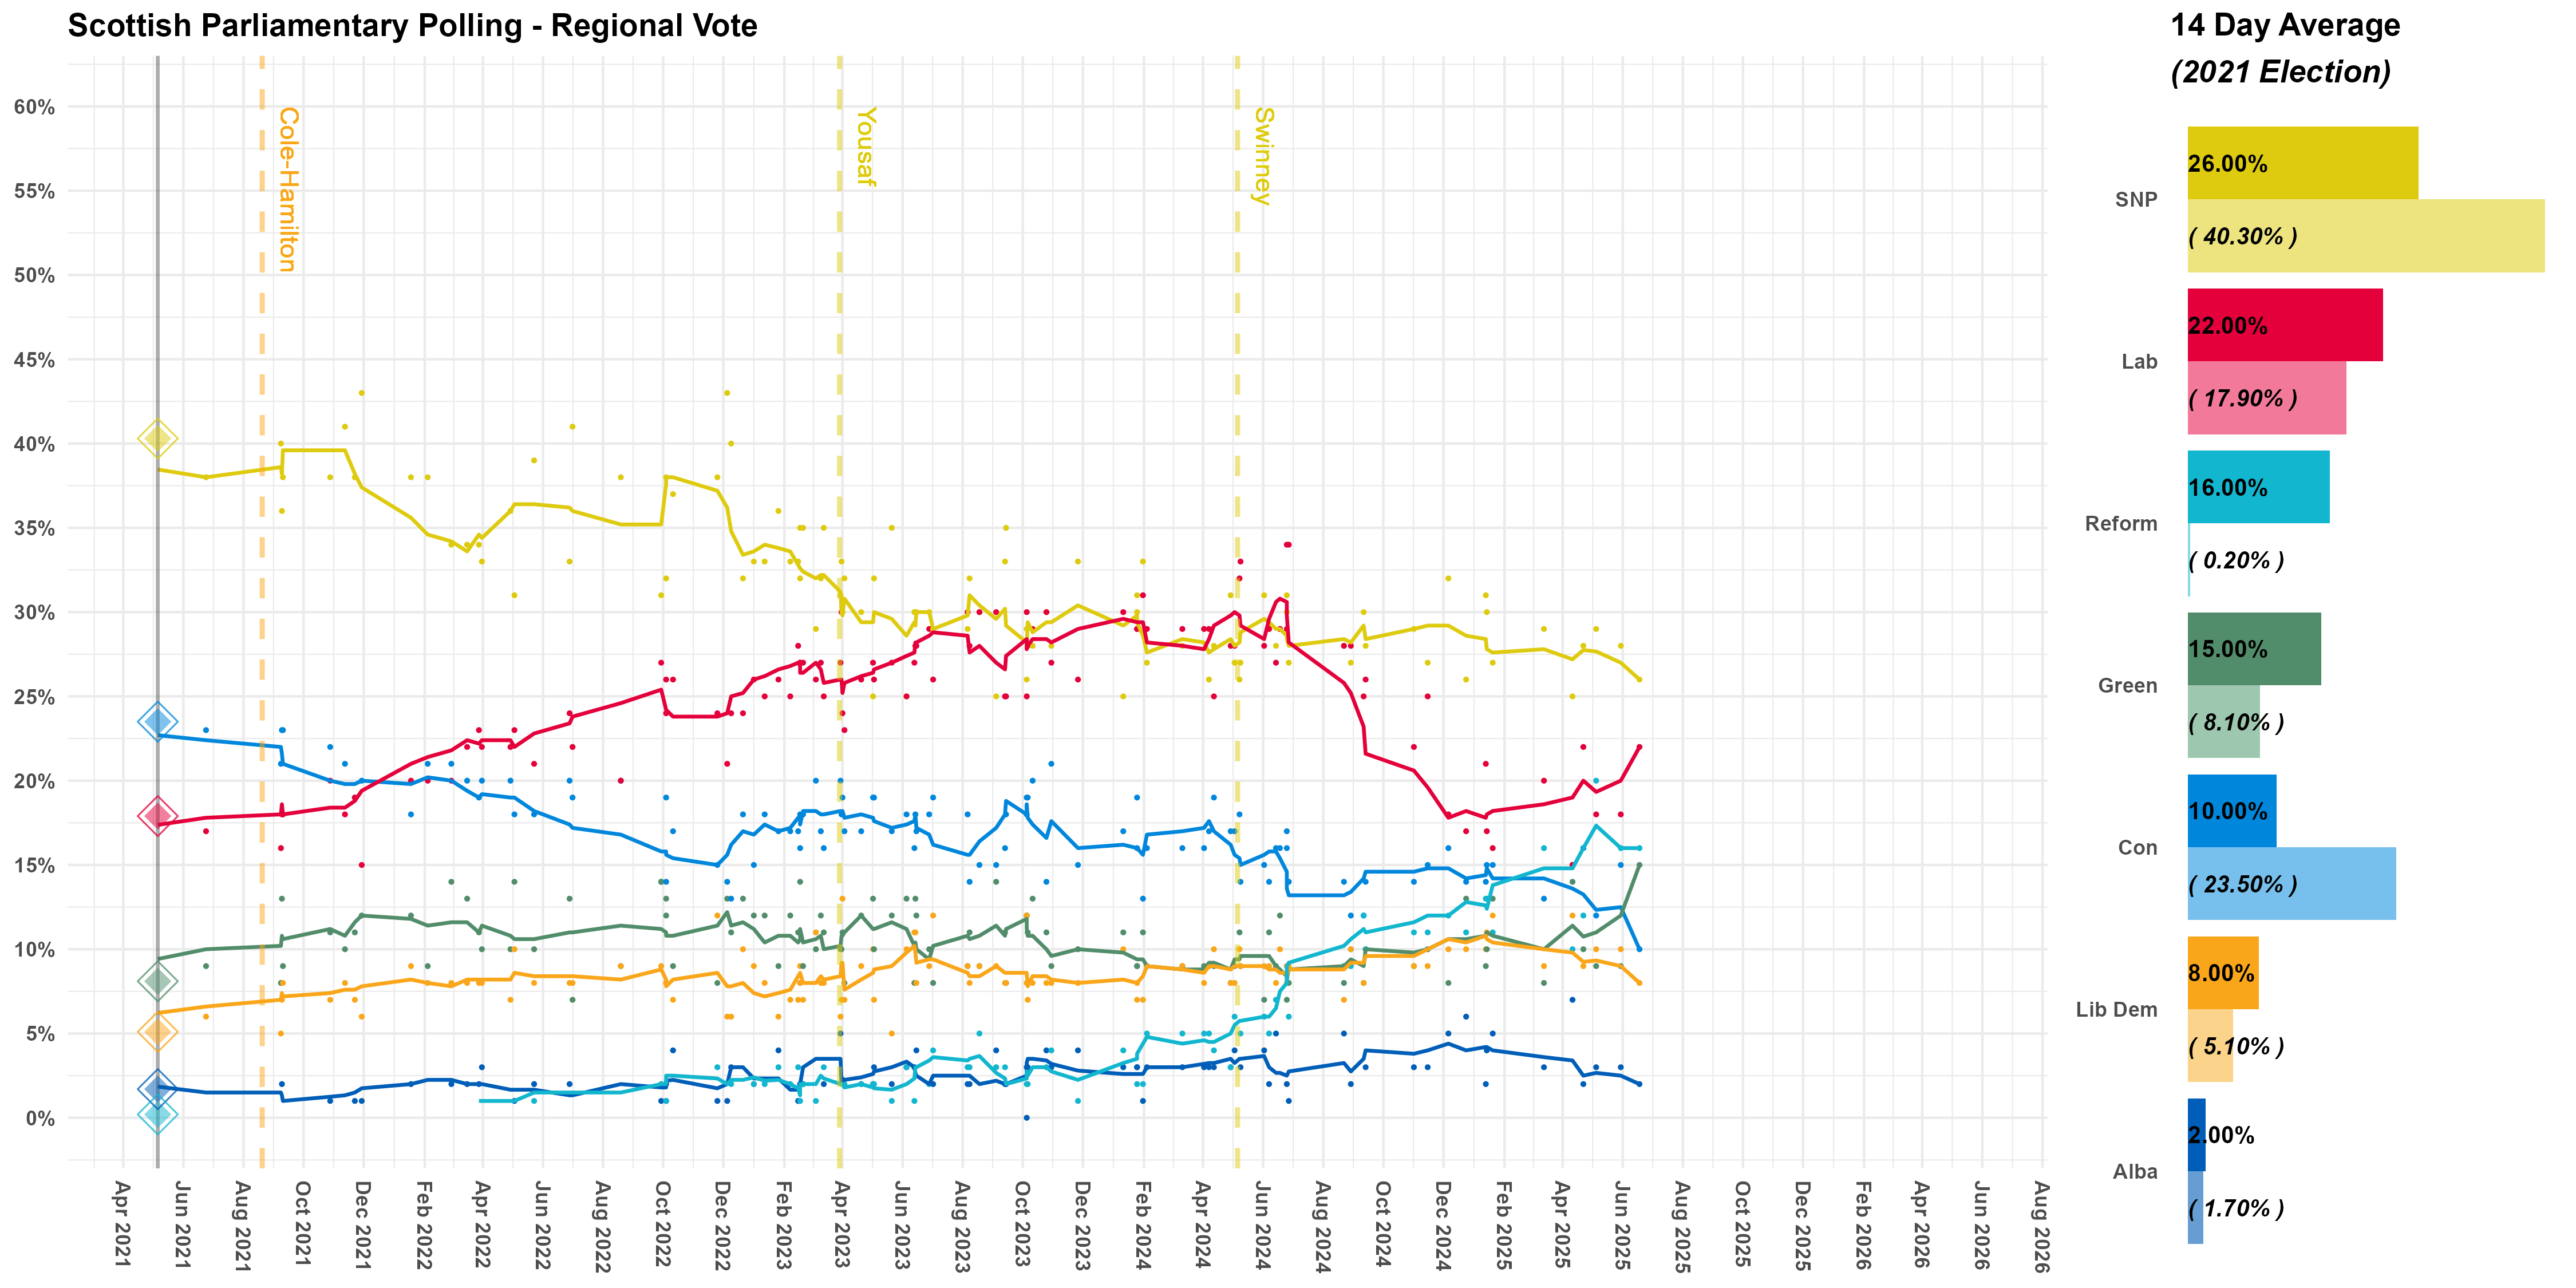 Scottish Parliamentary Polling - Regional Vote
14 Day Average
(2021 Election)
60%
55%
50%
45%
40%
35%
30%
25%
20%
15%
10%
5%
0%
Cole-Hamilton
Yousaf
Swinney
Apr 2021
Jun 2021
Aug 2021
Oct 2021
Dec 2021
Feb 2022
Apr 2022
Jun 2022
Aug 2022
Oct 2022
Dec 2022
Feb 2023
Apr 2023
Jun 2023
Aug 2023
Oct 2023
Dec 2023
Feb 2024
Apr 2024
Jun 2024
Aug 2024
Oct 2024
Dec 2024
Feb 2025
Apr 2025
Jun 2025
Aug 2025
Oct 2025
Dec 2025
Feb 2026
Apr 2026
Jun 2026
Aug 2026
SNP
26.00%
( 40.30% )
Lab
22.00%
( 17.90% )
Reform
16.00%
( 0.20% )
Green
15.00%
( 8.10% )
Con
10.00%
( 23.50% )
Lib Dem
8.00%
( 5.10% )
Alba
2.00%
( 1.70% )